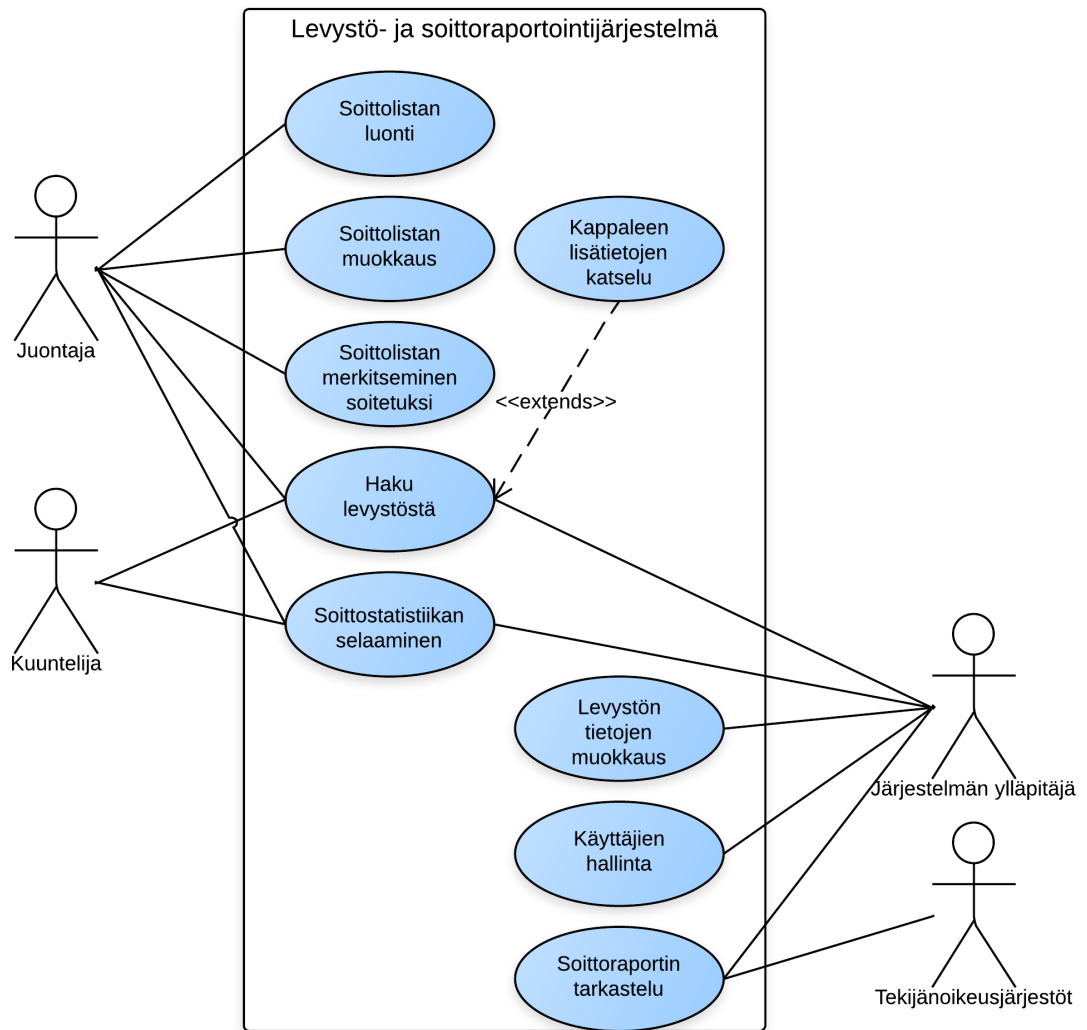 Levystö- ja soittoraportointijärjestelmä
Soittolistan
luonti
Soittolistan
muokkaus
Kappaleen
lisätietojen
katselu
Juontaja
Soittolistan
merkitseminen
soitetuksi
<<extends>>
Haku
levystöstä
Kuuntelija
Soittostatistiikan
selaaminen
Levystön
tietojen
muokkaus
Järjestelmän ylläpitäjä
Käyttäjien
hallinta
Soittoraportin
tarkastelu
Tekijänoikeusjärjestöt